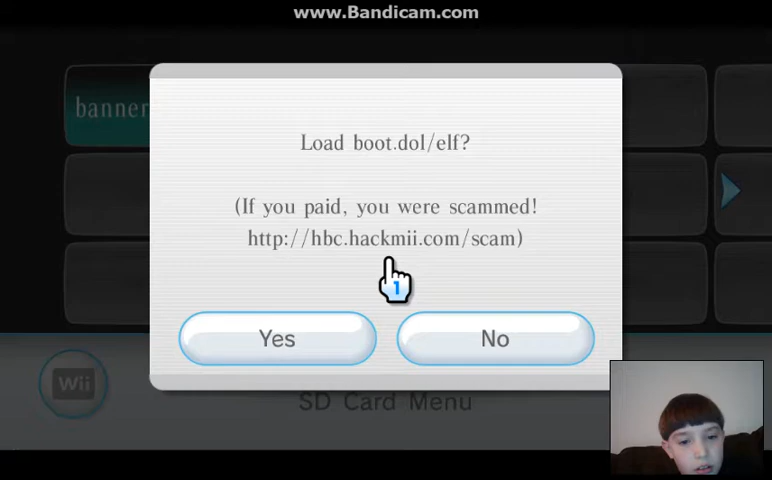 www.Bandicam.com
banner
Load boot.dol/elf?
(If you paid, you were scammed!
http://hbc.hackmii.com/scam)
1
Yes
No
Wii
SD Card Menu